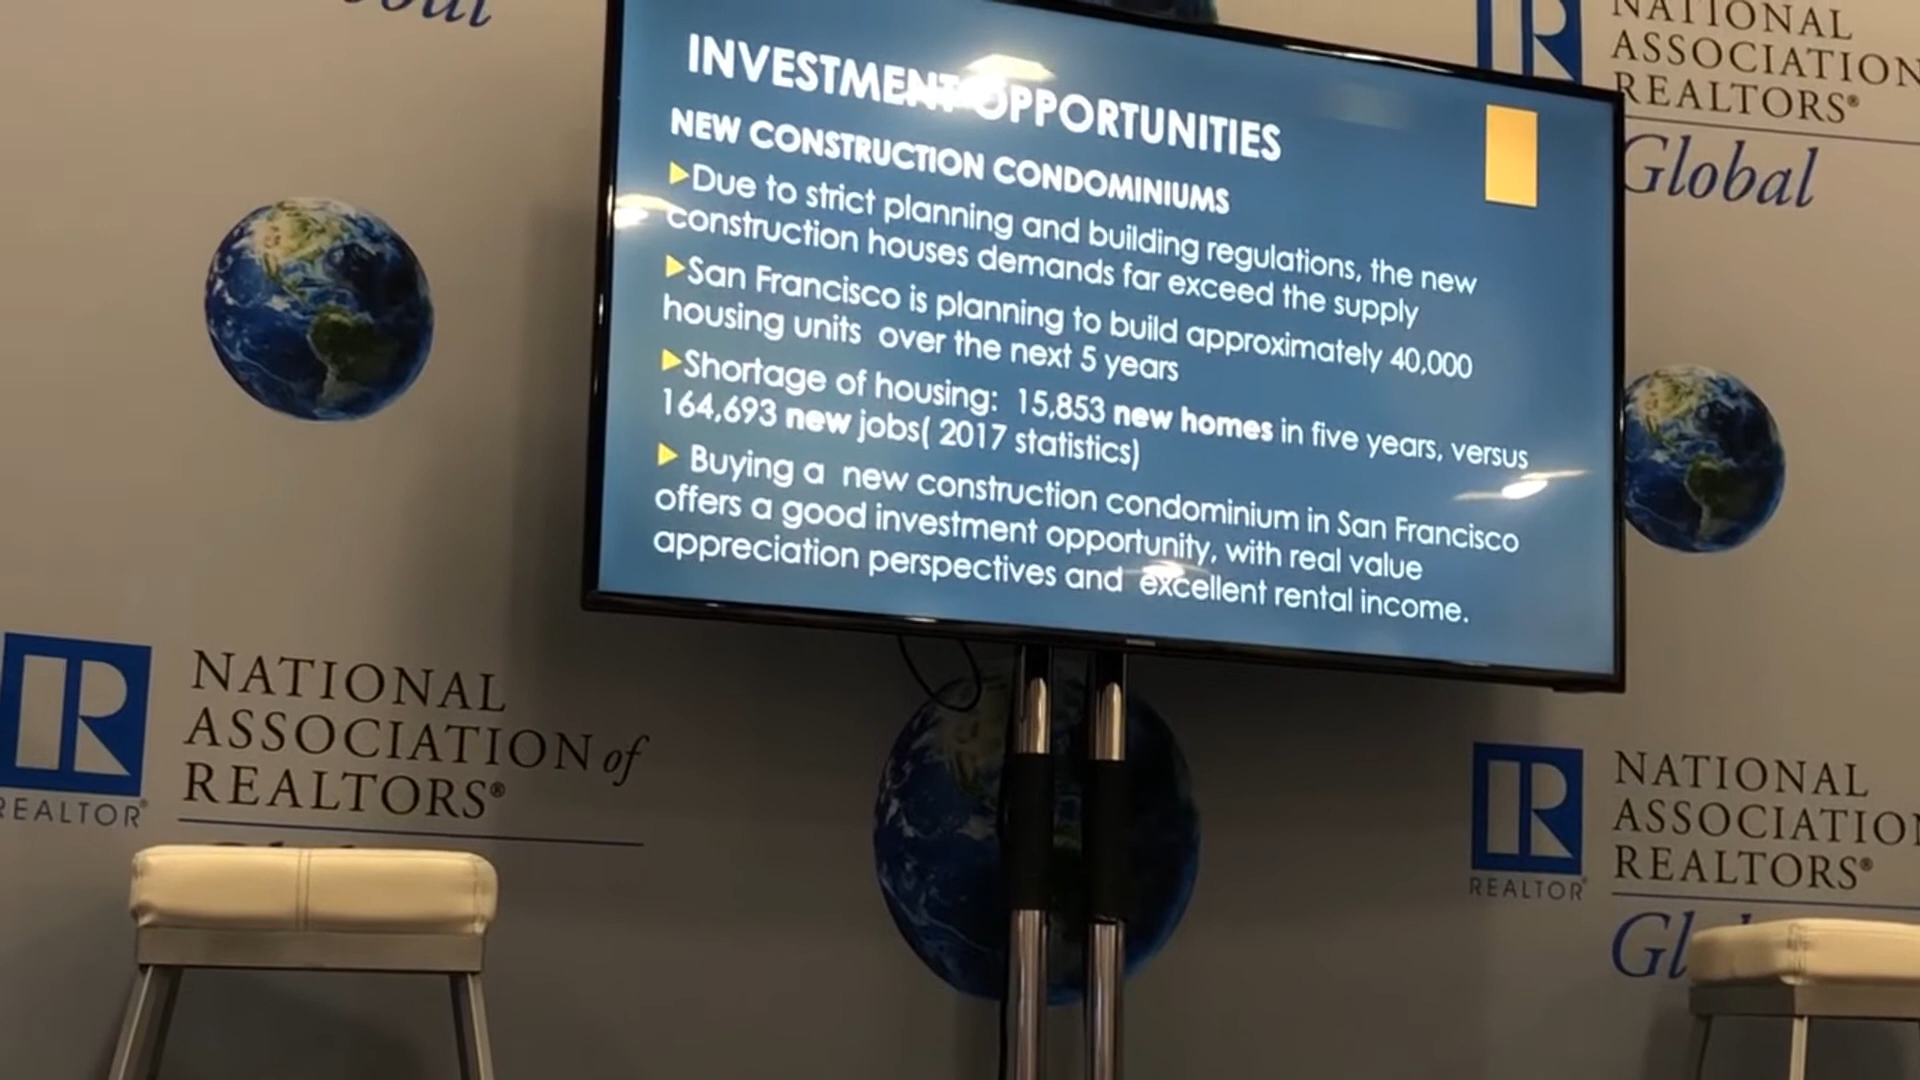 Global
INVESTMENT OPPORTUNITIES
NEW CONSTRUCTION CONDOMINIUMS
►Due to strict planning and building regulations, the new
construction houses demands far exceed the supply
►San Francisco is planning to build approximately 40,000
housing units over the next 5 years
►Shortage of housing: 15,853 new homes in five years, versus
164,693 new jobs( 2017 statistics)
► Buying a new construction condominium in San Francisco
offers a good investment opportunity, with real value
appreciation perspectives and excellent rental income.
NATIONAL
ASSOCIATION
REALTORS®
Global
REALTOR®
NATIONAL
ASSOCIATION of
REALTORS®
REALTOR®
NATIONAL
ASSOCIATIO
REALTORS®
Gl